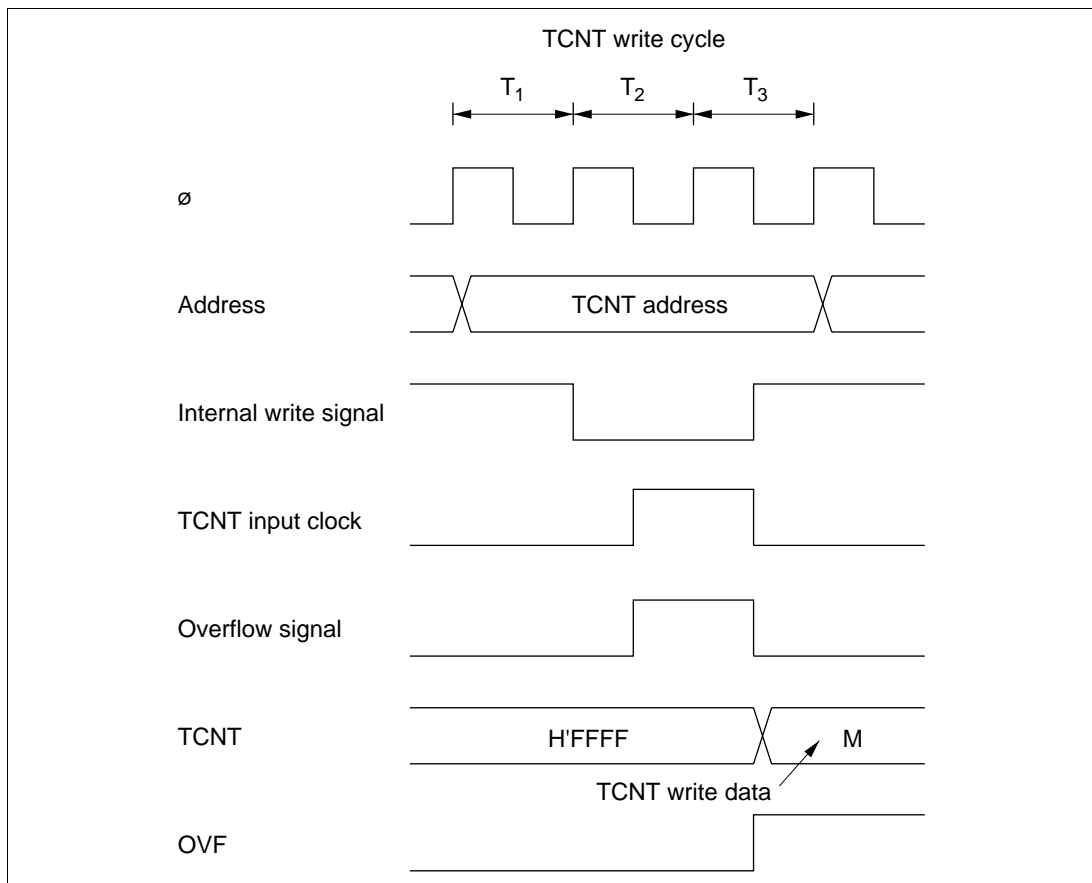 TCNT write cycle
T1 T2 T3
ø
Address TCNT address
Internal write signal
TCNT input clock
Overflow signal
TCNT H'FFFF M
TCNT write data
OVF